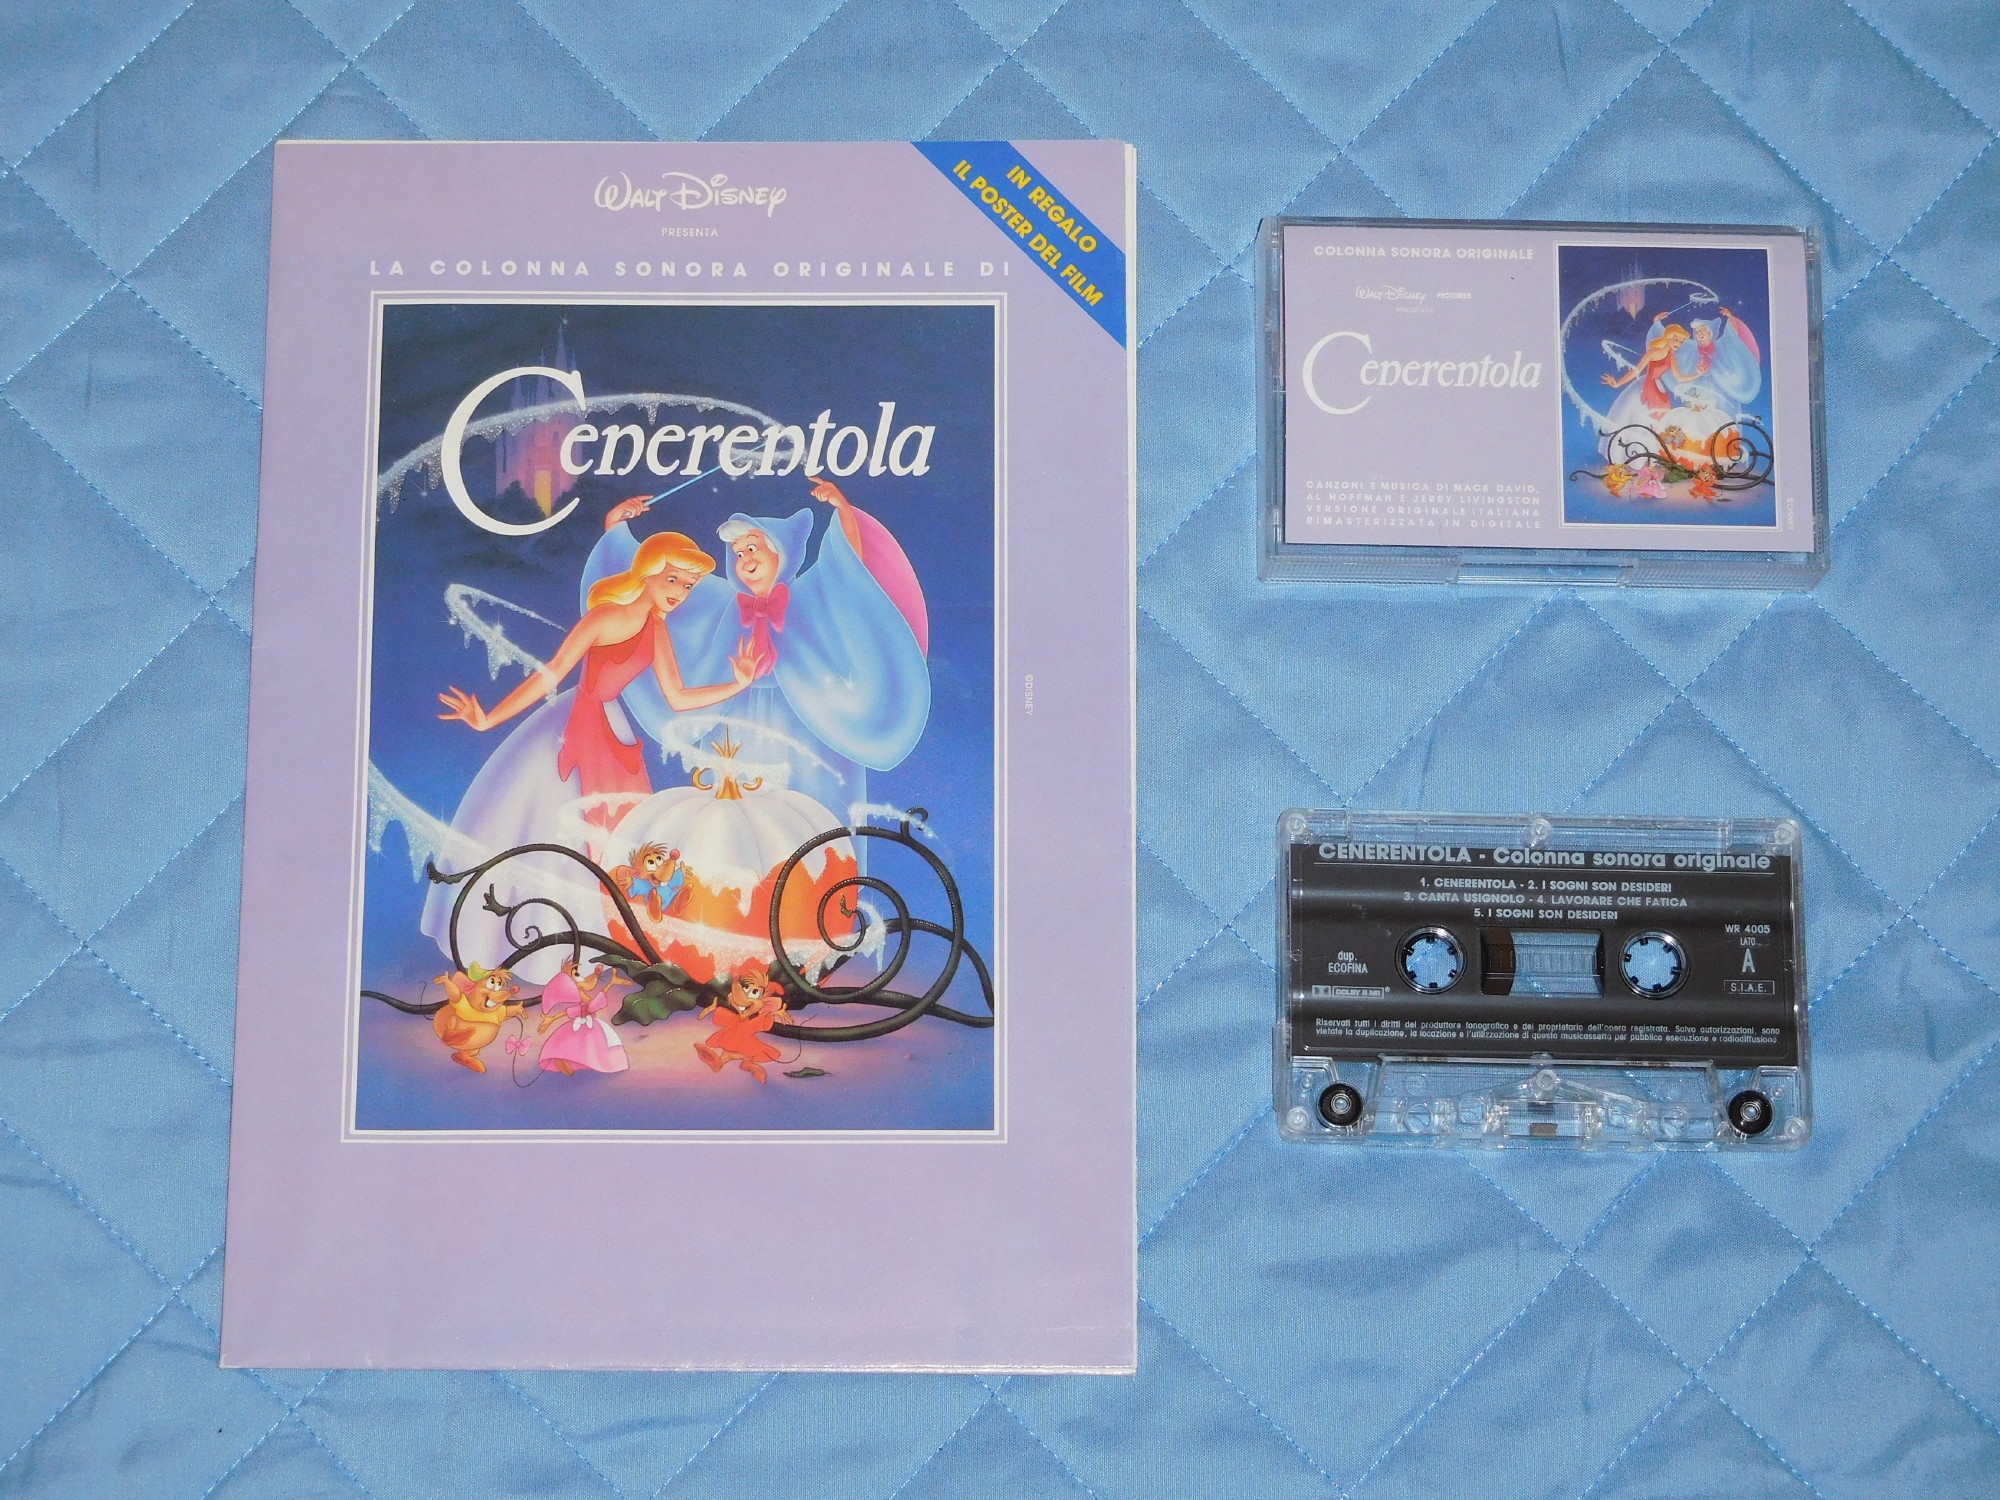 WALT DISNEY
PRESENTA
LA COLONNA SONORA ORIGINALE DI
IN REGALO
IL POSTER DEL FILM
Cenerentola
©DISNEY
COLONNA SONORA ORIGINALE
WALT DISNEY PICTURES
PRESENTA
Cenerentola
CANZONI E MUSICA DI MACK DAVID,
AL HOFFMAN E JERRY LIVINGSTON
VERSIONE ORIGINALE ITALIANA
RIMASTERIZZATA IN DIGITALE
©DISNEY
CENERENTOLA - Colonna sonora originale
1. CENERENTOLA - 2. I SOGNI SON DESIDERI
3. CANTA USIGNOLO - 4. LAVORARE CHE FATICA
5. I SOGNI SON DESIDERI
WR 4005
LATO
A
S.I.A.E.
dup.
ECOFINA
DOLBY B NR
Riservati tutti i diritti del produttore fonografico e del proprietario dell'opera registrata. Salvo autorizzazioni, sono
vietate la duplicazione, la locazione e l'utilizzazione di questa musicassetta per pubblica esecuzione e radiodiffusione